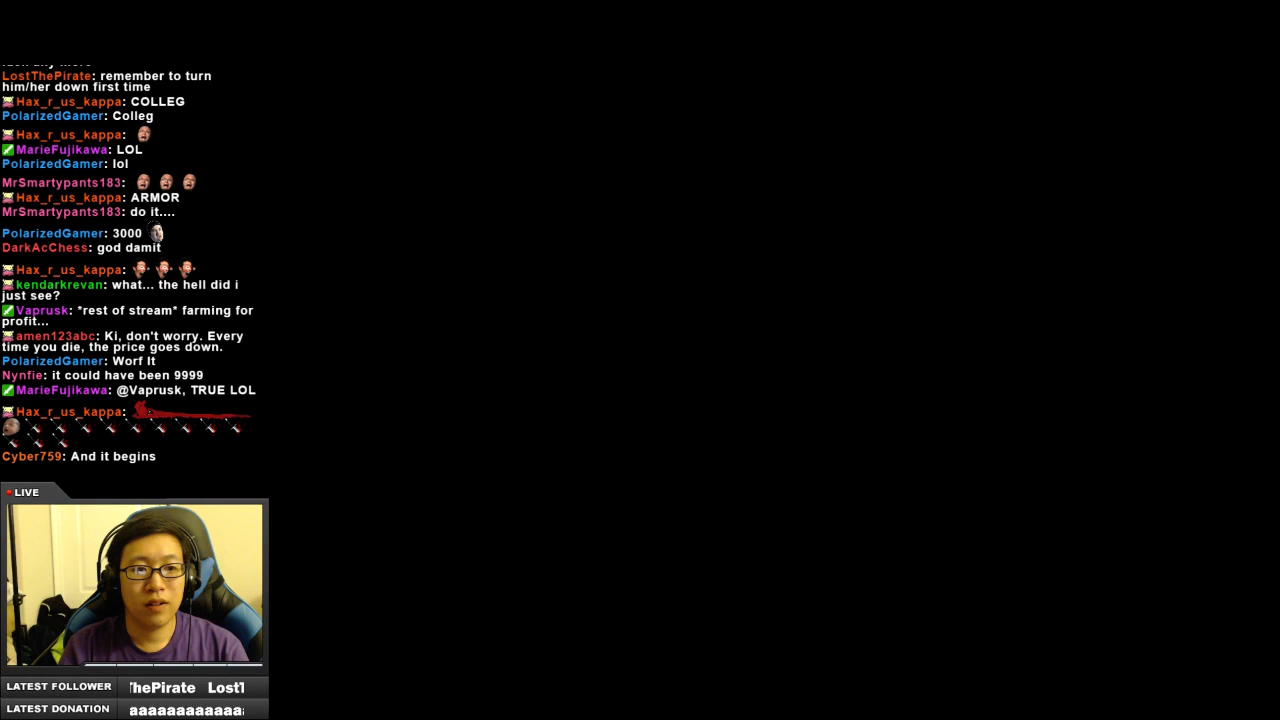 LostThePirate: remember to turn
him/her down first time
Hax_r_us_kappa: COLLEG
PolarizedGamer: Colleg
Hax_r_us_kappa:
MarieFujikawa: LOL
PolarizedGamer: lol
MrSmartypants183:
Hax_r_us_kappa: ARMOR
MrSmartypants183: do it....
PolarizedGamer: 3000
DarkAcChess: god damit
Hax_r_us_kappa:
kendarkrevan: what... the hell did i
just see?
Vaprusk: *rest of stream* farming for
profit...
amen123abc: Ki, don't worry. Every
time you die, the price goes down.
PolarizedGamer: Worf It
Nynfie: it could have been 9999
MarieFujikawa: @Vaprusk, TRUE LOL
Hax_r_us_kappa:
Cyber759: And it begins
LIVE
LATEST FOLLOWER hePirate LostT
LATEST DONATION aaaaaaaaaaaa